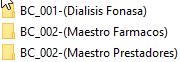 BC_001-(Dialisis Fonasa)
BC_002-(Maestro Farmacos)
BC_002-(Maestro Prestadores)